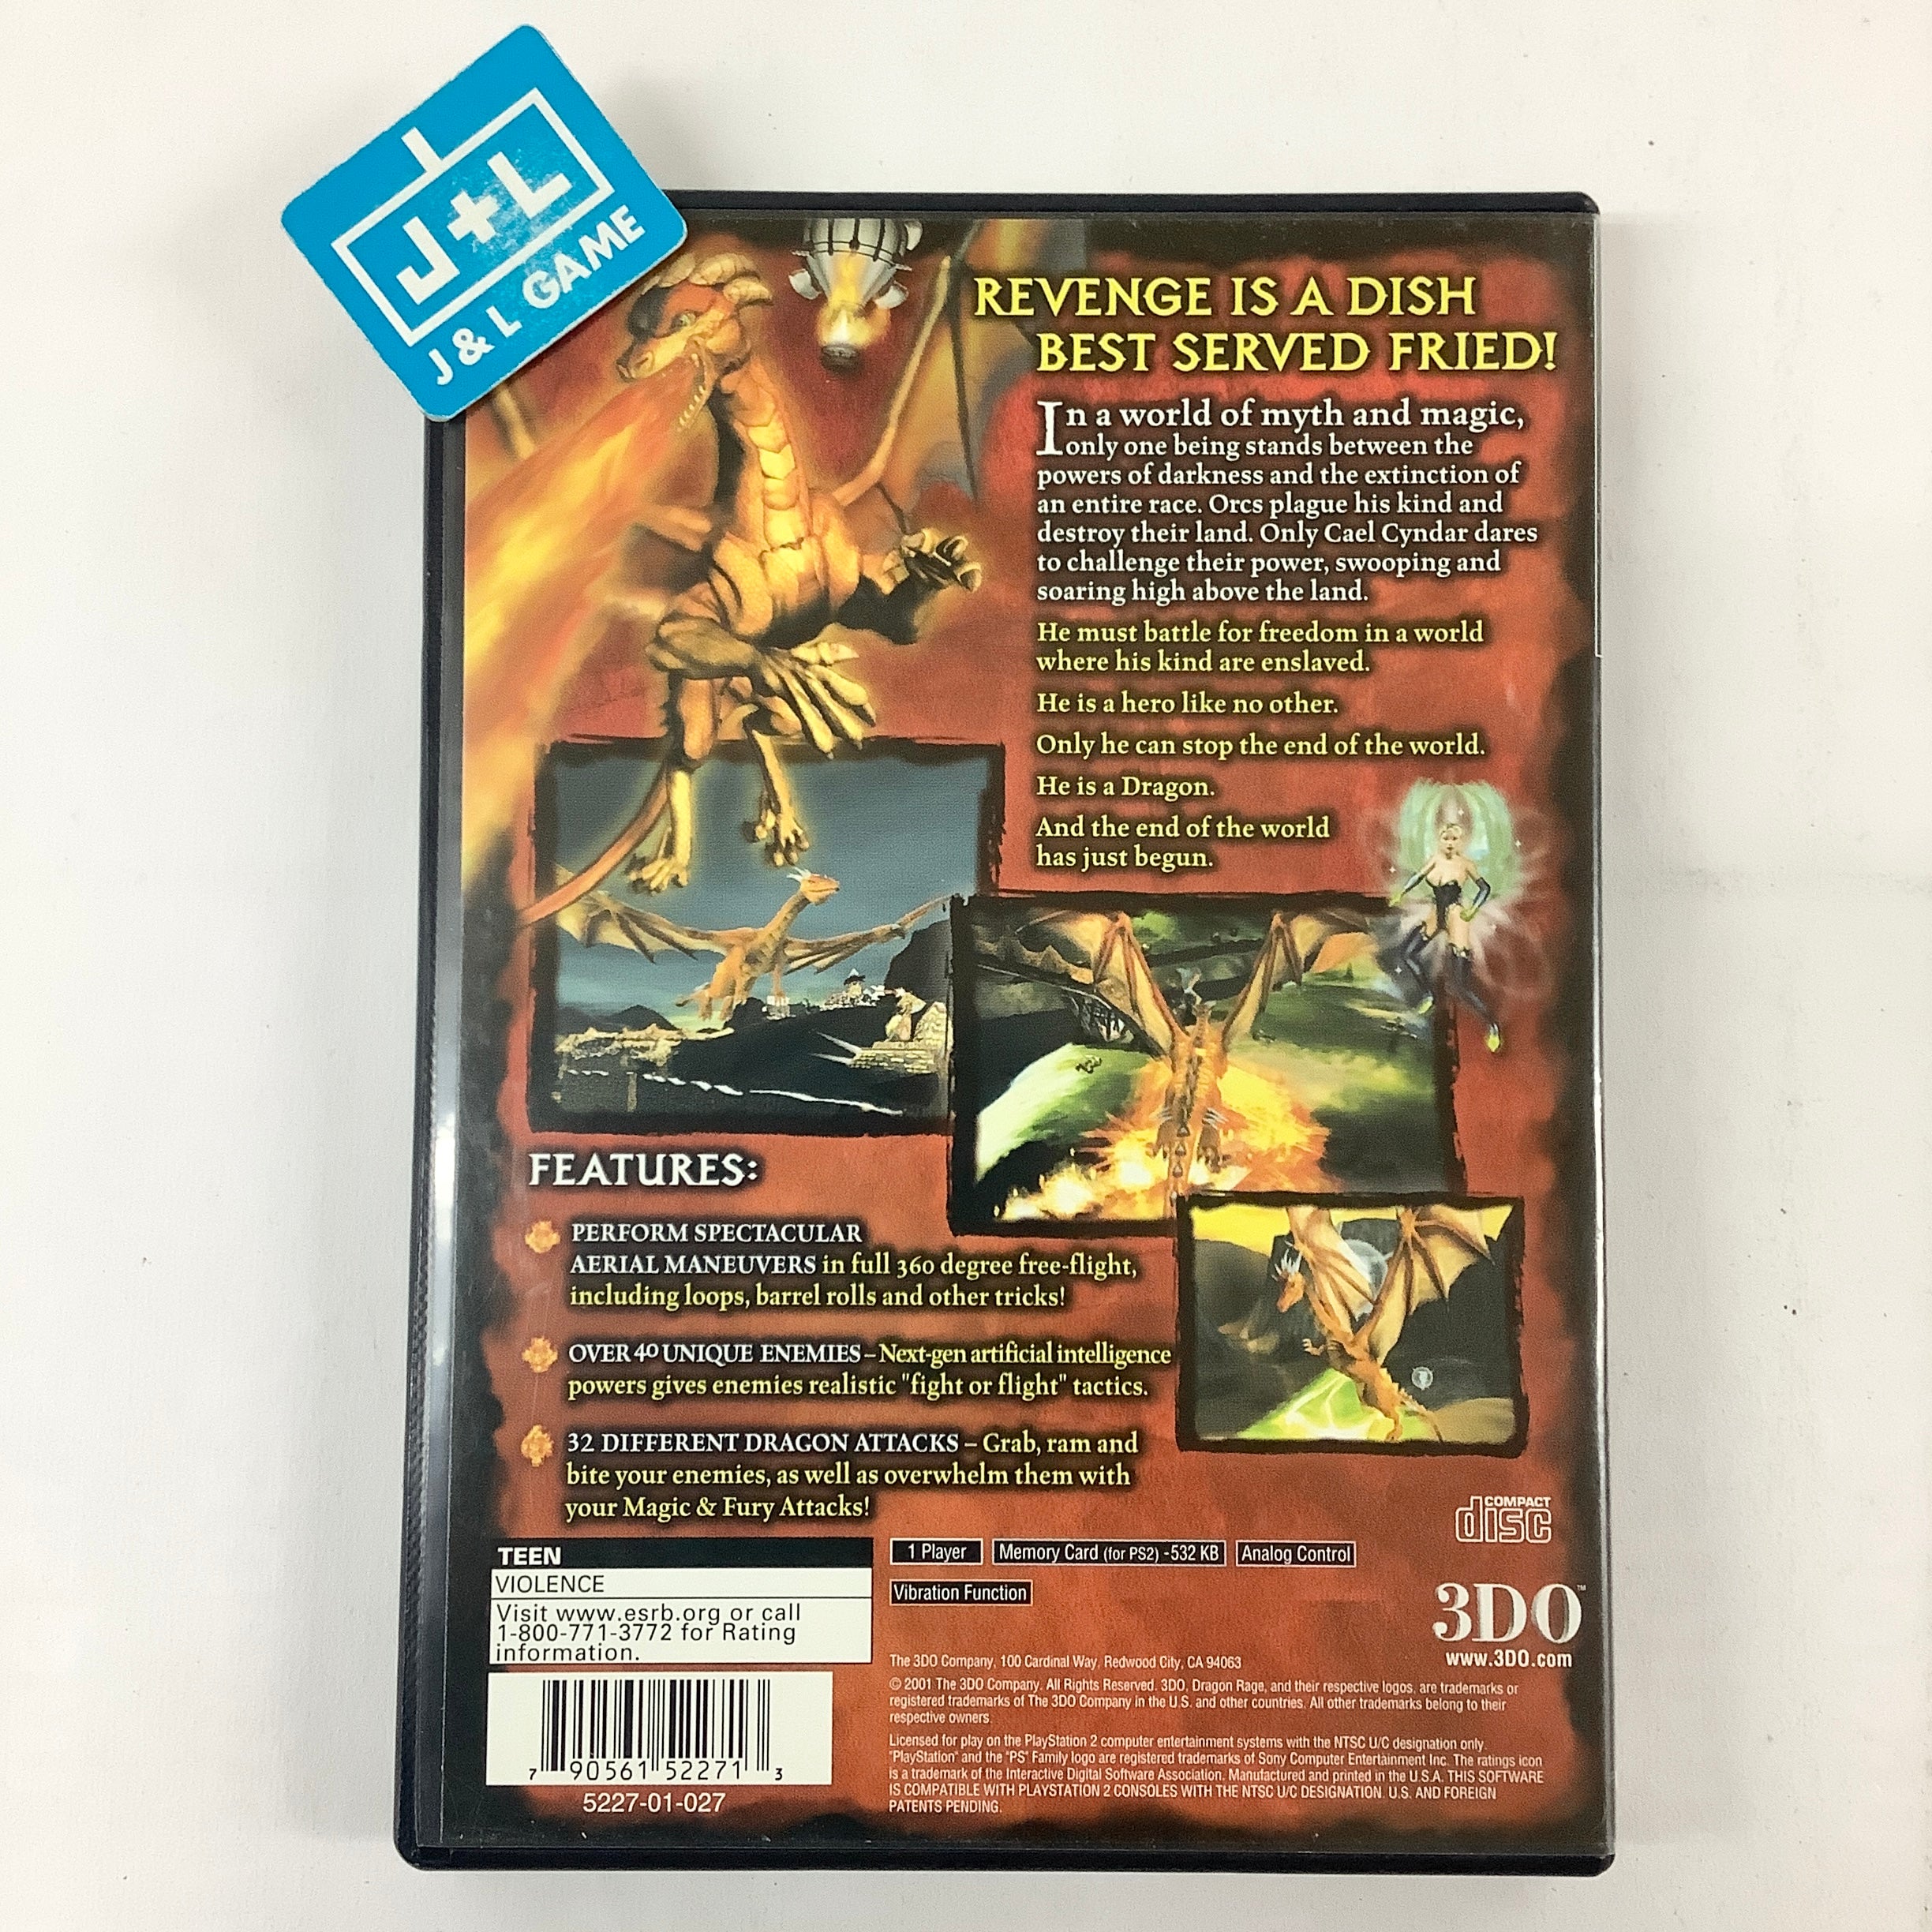 J+L
J & L GAME
REVENGE IS A DISH
BEST SERVED FRIED!
In a world of myth and magic,
only one being stands between the
powers of darkness and the extinction of
an entire race. Orcs plague his kind and
destroy their land. Only Cael Cyndar dares
to challenge their power, swooping and
soaring high above the land.
He must battle for freedom in a world
where his kind are enslaved.
He is a hero like no other.
Only he can stop the end of the world.
He is a Dragon.
And the end of the world
has just begun.
FEATURES:
PERFORM SPECTACULAR
AERIAL MANEUVERS in full 360 degree free-flight,
including loops, barrel rolls and other tricks!
OVER 40 UNIQUE ENEMIES – Next-gen artificial intelligence
powers gives enemies realistic "fight or flight" tactics.
32 DIFFERENT DRAGON ATTACKS – Grab, ram and
bite your enemies, as well as overwhelm them with
your Magic & Fury Attacks!
TEEN
VIOLENCE
Visit www.esrb.org or call
1-800-771-3772 for Rating
information.
7 90561 52271 3
5227-01-027
1 Player
Memory Card (for PS2) -532 KB
Analog Control
Vibration Function
COMPACT
disc
3DO™
www.3DO.com
The 3DO Company, 100 Cardinal Way, Redwood City, CA 94063
© 2001 The 3DO Company. All Rights Reserved. 3DO, Dragon Rage, and their respective logos, are trademarks or
registered trademarks of The 3DO Company in the U.S. and other countries. All other trademarks belong to their
respective owners.
Licensed for play on the PlayStation 2 computer entertainment systems with the NTSC U/C designation only.
"PlayStation" and the "PS" Family logo are registered trademarks of Sony Computer Entertainment Inc. The ratings icon
is a trademark of the Interactive Digital Software Association. Manufactured and printed in the U.S.A. THIS SOFTWARE
IS COMPATIBLE WITH PLAYSTATION 2 CONSOLES WITH THE NTSC U/C DESIGNATION. U.S. AND FOREIGN
PATENTS PENDING.